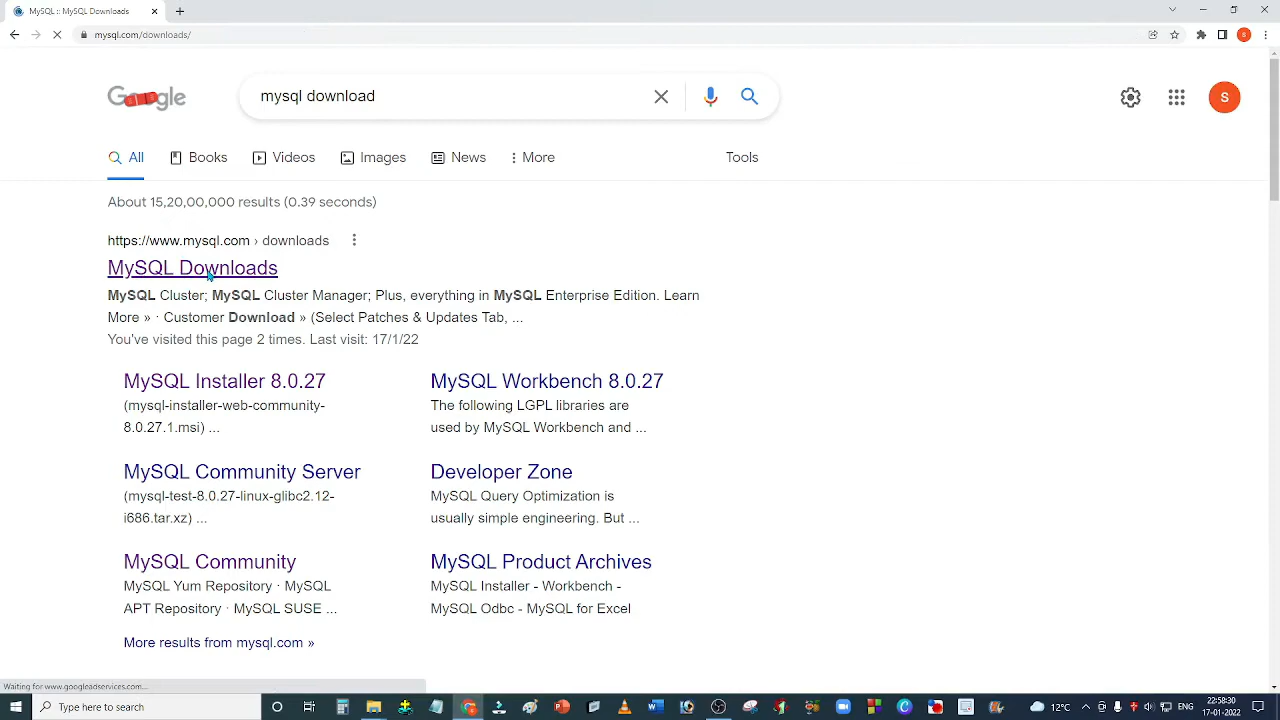 MySQL :: MySQL Downloads
mysql.com/downloads/
Google
mysql download
S
All
Books
Videos
Images
News
More
Tools
About 15,20,00,000 results (0.39 seconds)
https://www.mysql.com › downloads
MySQL Downloads
MySQL Cluster; MySQL Cluster Manager; Plus, everything in MySQL Enterprise Edition. Learn
More » · Customer Download » (Select Patches & Updates Tab, ...
You've visited this page 2 times. Last visit: 17/1/22
MySQL Installer 8.0.27
(mysql-installer-web-community-
8.0.27.1.msi) ...
MySQL Workbench 8.0.27
The following LGPL libraries are
used by MySQL Workbench and ...
MySQL Community Server
(mysql-test-8.0.27-linux-glibc2.12-
i686.tar.xz) ...
Developer Zone
MySQL Query Optimization is
usually simple engineering. But ...
MySQL Community
MySQL Yum Repository · MySQL
APT Repository · MySQL SUSE ...
MySQL Product Archives
MySQL Installer - Workbench -
MySQL Odbc - MySQL for Excel
More results from mysql.com »
Waiting for www.googleadservices.com...
Type here to search
12°C
ENG
22:58:30
17-01-2022